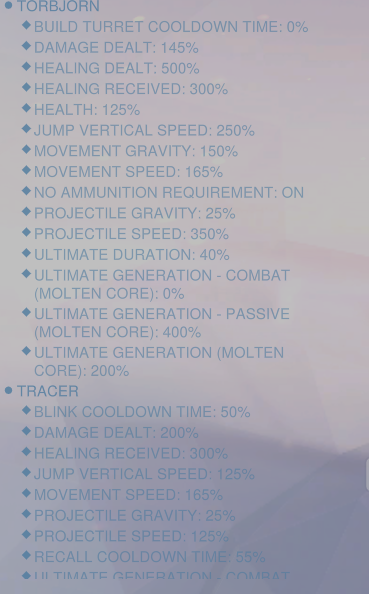 TORBJÖRN
BUILD TURRET COOLDOWN TIME: 0%
DAMAGE DEALT: 145%
HEALING DEALT: 500%
HEALING RECEIVED: 300%
HEALTH: 125%
JUMP VERTICAL SPEED: 250%
MOVEMENT GRAVITY: 150%
MOVEMENT SPEED: 165%
NO AMMUNITION REQUIREMENT: ON
PROJECTILE GRAVITY: 25%
PROJECTILE SPEED: 350%
ULTIMATE DURATION: 40%
ULTIMATE GENERATION - COMBAT
(MOLTEN CORE): 0%
ULTIMATE GENERATION - PASSIVE
(MOLTEN CORE): 400%
ULTIMATE GENERATION (MOLTEN
CORE): 200%
TRACER
BLINK COOLDOWN TIME: 50%
DAMAGE DEALT: 200%
HEALING RECEIVED: 300%
JUMP VERTICAL SPEED: 125%
MOVEMENT SPEED: 165%
PROJECTILE GRAVITY: 25%
PROJECTILE SPEED: 125%
RECALL COOLDOWN TIME: 55%
ULTIMATE GENERATION - COMBAT